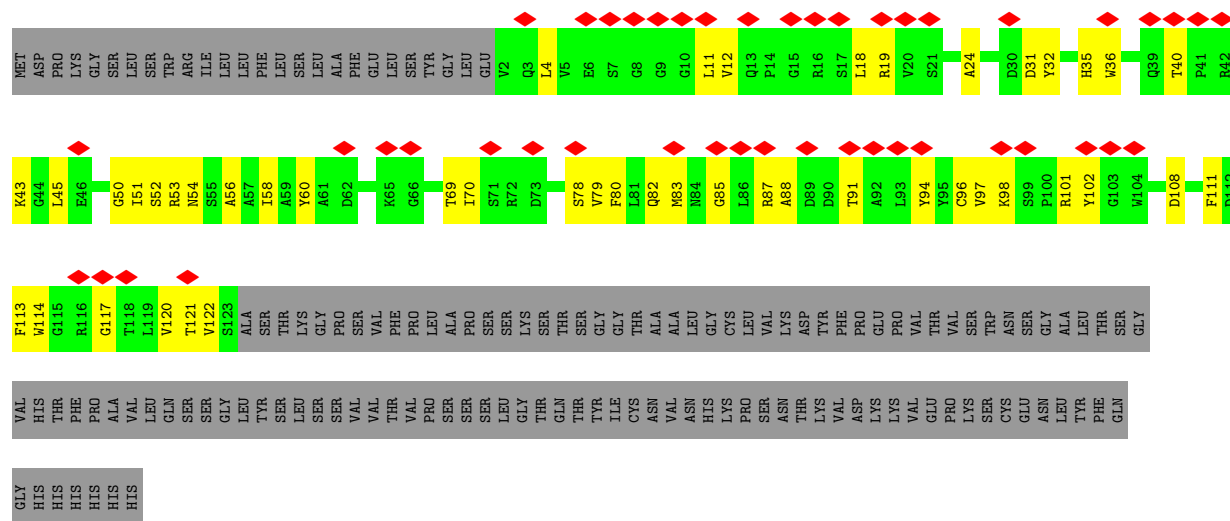 MET ASP PRO LYS GLY SER LEU SER TRP ARG ILE LEU LEU PHE LEU SER LEU ALA PHE GLU LEU SER TYR GLY LEU GLU V2 Q3 L4 V5 E6 S7 G8 G9 G10 L11 V12 Q13 P14 G15 R16 S17 L18 R19 V20 S21 A24 D30 D31 Y32 H35 W36 Q39 T40 P41 R42
K43 G44 L45 E46 G50 I51 S52 R53 N54 S55 A56 A57 I58 A59 Y60 A61 D62 K65 G66 T69 I70 S71 R72 D73 S78 V79 F80 L81 Q82 M83 N84 G85 L86 R87 A88 D89 D90 T91 A92 L93 Y94 Y95 C96 V97 K98 S99 P100 R101 Y102 G103 W104 D108 F111 D112
F113 W114 G115 R116 G117 T118 L119 V120 T121 V122 S123 ALA SER THR LYS GLY PRO SER VAL PHE PRO LEU ALA PRO SER SER LYS SER THR SER GLY GLY THR ALA ALA LEU GLY CYS LEU VAL LYS ASP TYR PHE PRO GLU PRO VAL THR VAL SER TRP ASN SER GLY ALA LEU THR SER GLY
VAL HIS THR PHE PRO ALA VAL LEU GLN SER SER GLY LEU TYR SER LEU SER SER VAL VAL THR VAL PRO SER SER SER LEU GLY THR GLN THR TYR ILE CYS ASN VAL ASN HIS LYS PRO SER ASN THR LYS VAL ASP LYS LYS VAL GLU PRO LYS SER CYS GLU ASN LEU TYR PHE GLN
GLY HIS HIS HIS HIS HIS HIS